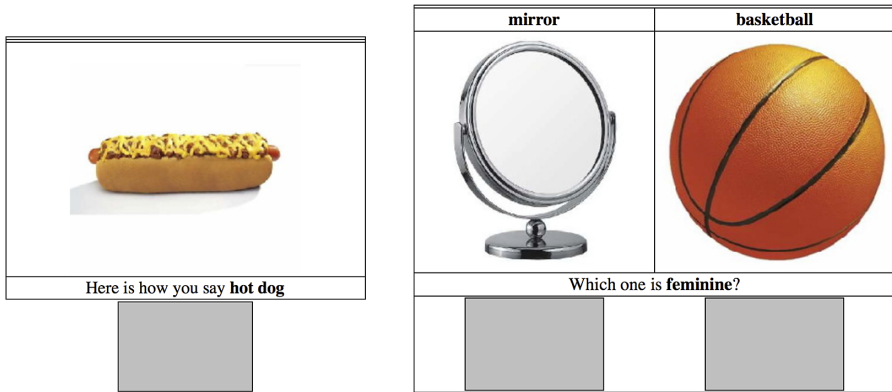 Here is how you say hot dog
mirror
basketball
Which one is feminine?